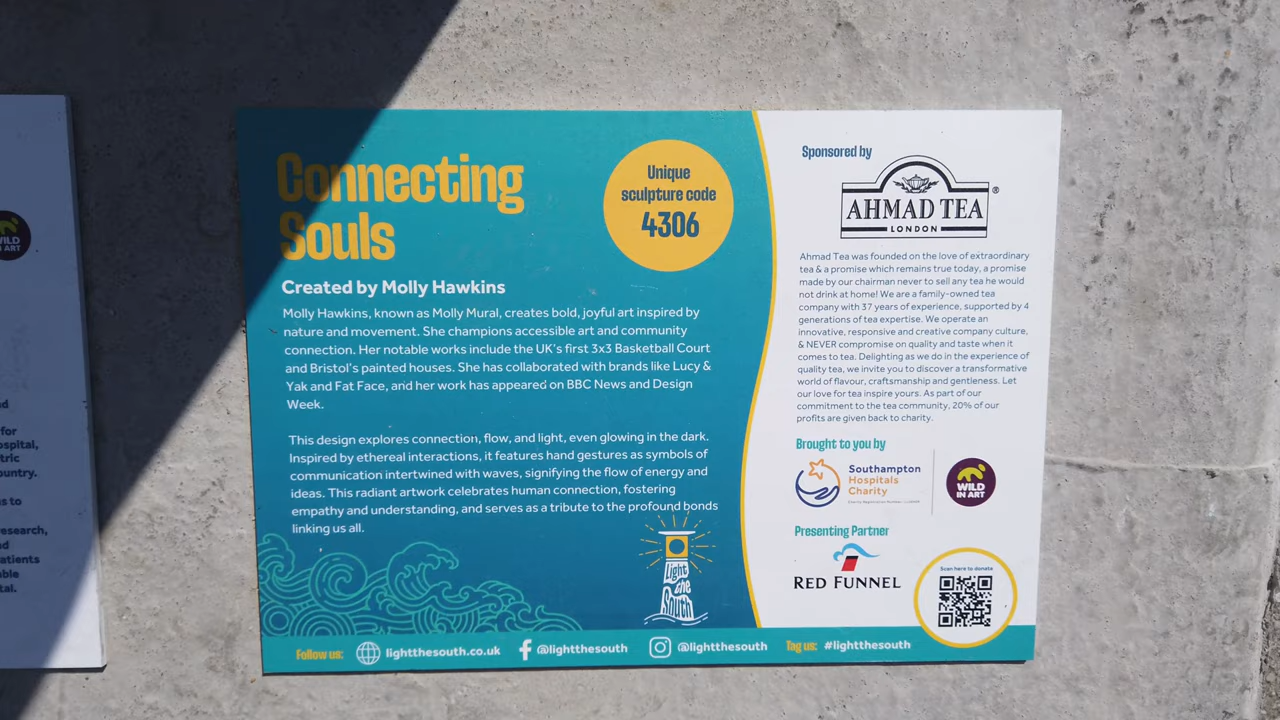 Connecting
Souls
Unique
sculpture code
4306
Created by Molly Hawkins
Molly Hawkins, known as Molly Mural, creates bold, joyful art inspired by
nature and movement. She champions accessible art and community
connection. Her notable works include the UK's first 3x3 Basketball Court
and Bristol's painted houses. She has collaborated with brands like Lucy &
Yak and Fat Face, and her work has appeared on BBC News and Design
Week.
This design explores connection, flow, and light, even glowing in the dark.
Inspired by ethereal interactions, it features hand gestures as symbols of
communication intertwined with waves, signifying the flow of energy and
ideas. This radiant artwork celebrates human connection, fostering
empathy and understanding, and serves as a tribute to the profound bonds
linking us all.
Light
the
South
Follow us:
lightthesouth.co.uk
@lightthesouth
@lightthesouth
Tag us: #lightthesouth
Sponsored by
AHMAD TEA
LONDON
®
Ahmad Tea was founded on the love of extraordinary
tea & a promise which remains true today, a promise
made by our chairman never to sell any tea he would
not drink at home! We are a family-owned tea
company with 37 years of experience, supported by 4
generations of tea expertise. We operate an
innovative, responsive and creative company culture,
& NEVER compromise on quality and taste when it
comes to tea. Delighting as we do in the experience of
quality tea, we invite you to discover a transformative
world of flavour, craftsmanship and gentleness. Let
our love for tea inspire yours. As part of our
commitment to the tea community, 20% of our
profits are given back to charity.
Brought to you by
Southampton
Hospitals
Charity
WILD
IN ART
Presenting Partner
RED FUNNEL
Scan here to donate
WILD
IN ART
for
ospital,
tric
ountry.
s to
esearch,
atients